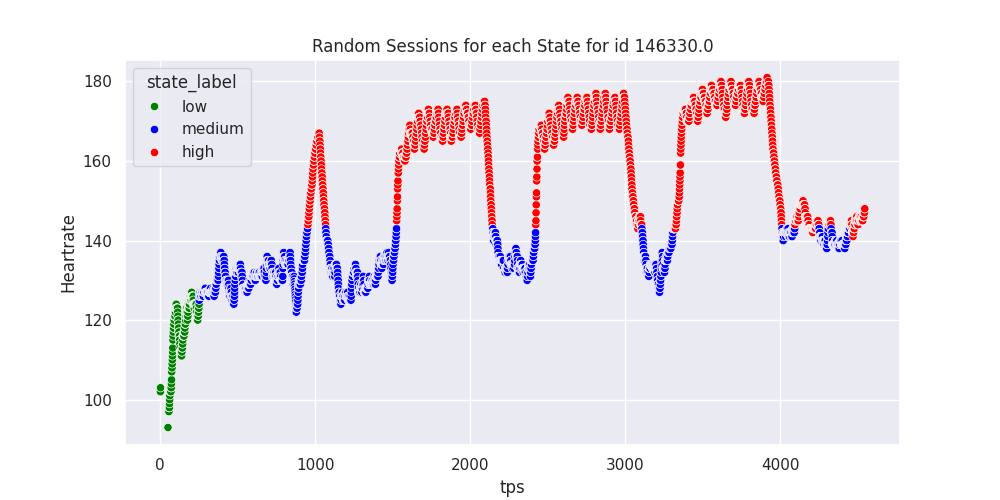 Random Sessions for each State for id 146330.0
state_label
low
medium
high
Heartrate
180
160
140
120
100
0 1000 2000 3000 4000
tps